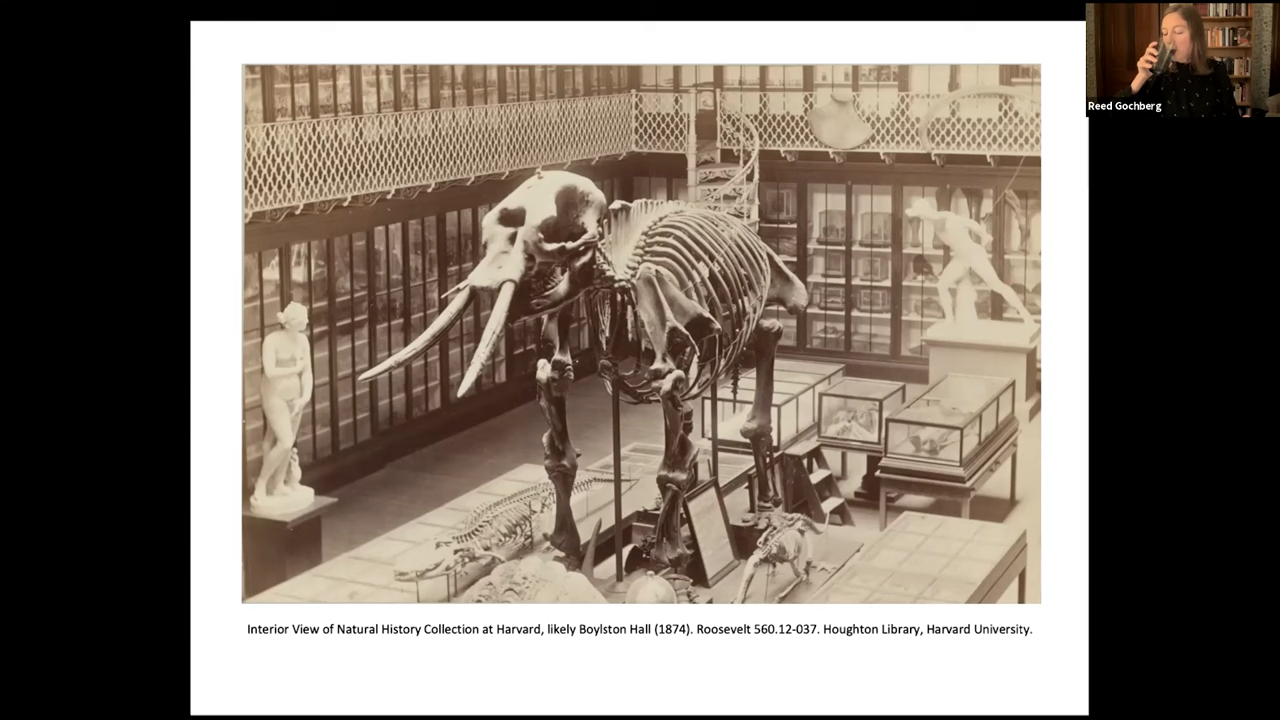 Reed Gochberg
Interior View of Natural History Collection at Harvard, likely Boylston Hall (1874). Roosevelt 560.12-037. Houghton Library, Harvard University.